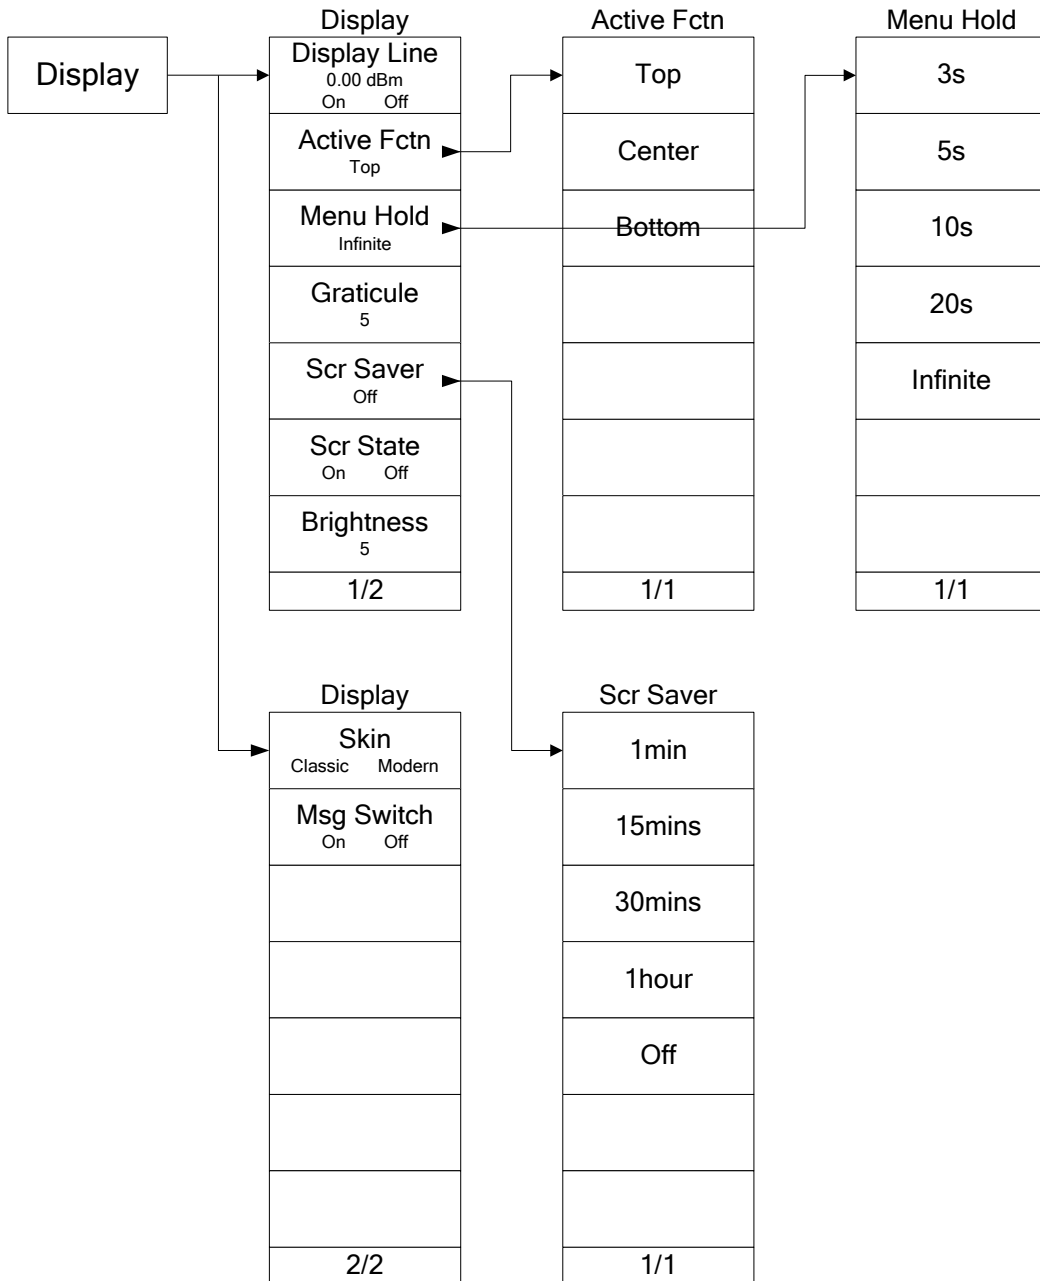 Display
Display
Display Line
0.00 dBm
On Off
Active Fctn
Top
Menu Hold
Infinite
Graticule
5
Scr Saver
Off
Scr State
On Off
Brightness
5
1/2
Active Fctn
Top
Center
Bottom
1/1
Menu Hold
3s
5s
10s
20s
Infinite
1/1
Display
Skin
Classic Modern
Msg Switch
On Off
2/2
Scr Saver
1min
15mins
30mins
1hour
Off
1/1